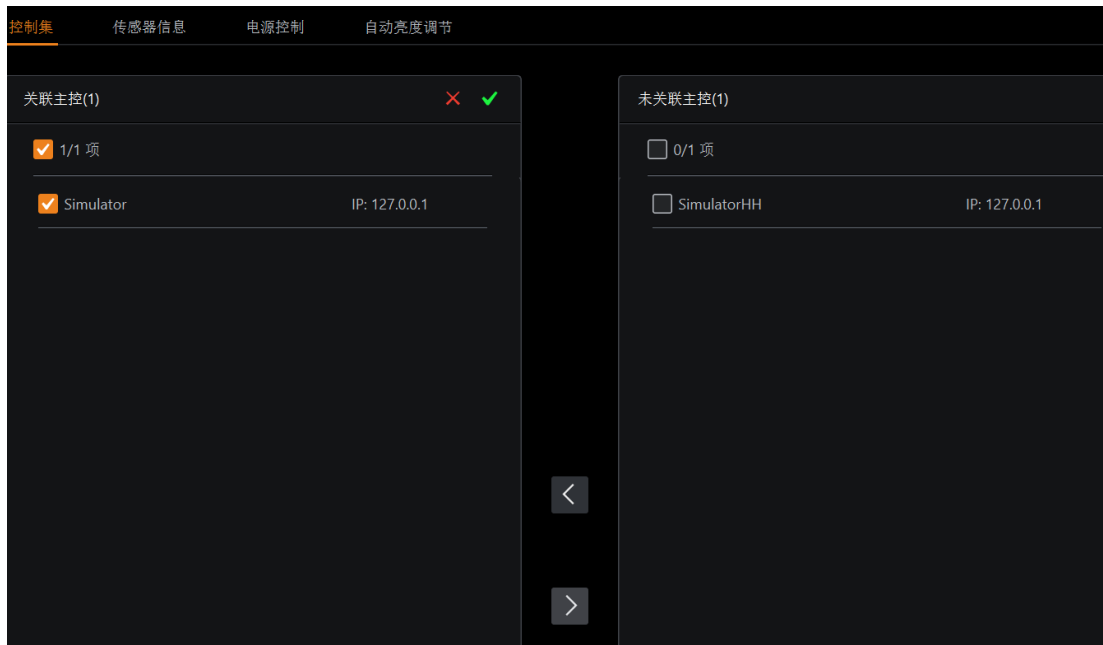 控制集 传感器信息 电源控制 自动亮度调节
关联主控(1)
1/1 项
Simulator IP: 127.0.0.1
未关联主控(1)
0/1 项
SimulatorHH IP: 127.0.0.1